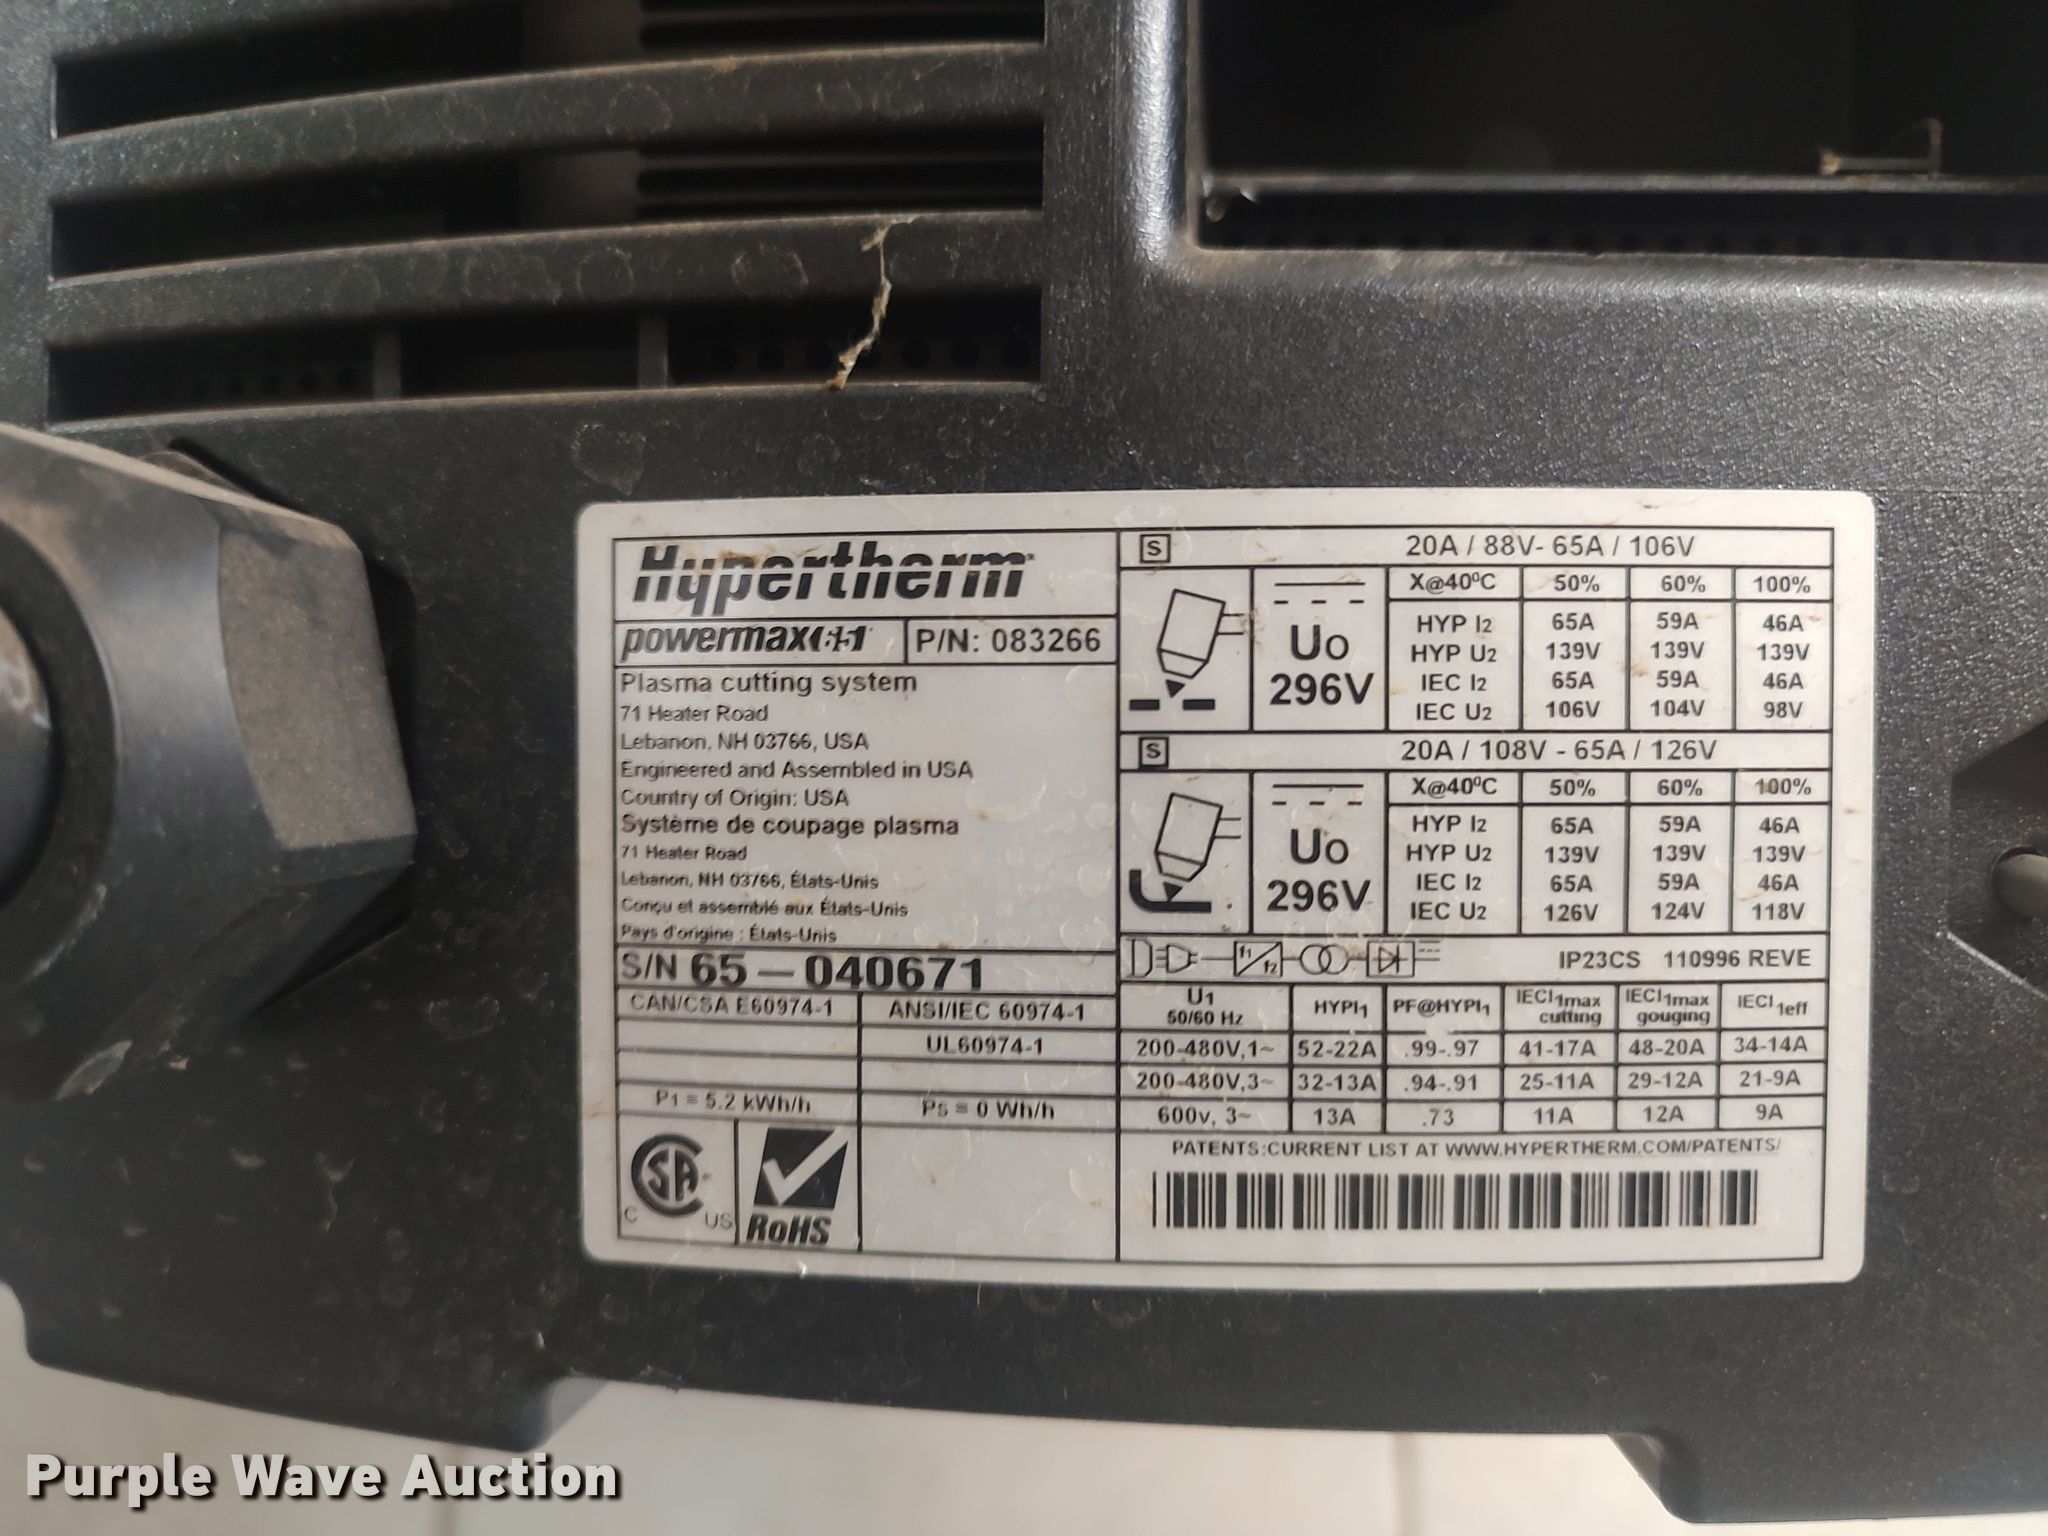 Hypertherm
powermax65 P/N: 083266
Plasma cutting system
71 Heater Road
Lebanon, NH 03766, USA
Engineered and Assembled in USA
Country of Origin: USA
Système de coupage plasma
71 Heater Road
Lebanon, NH 03766, États-Unis
Conçu et assemblé aux États-Unis
Pays d'origine : États-Unis
S/N 65-040671
CAN/CSA E60974-1 ANSI/IEC 60974-1
UL60974-1
P1 = 5.2 kWh/h Ps = 0 Wh/h
CSA
C US
RoHS
S 20A / 88V- 65A / 106V
U0
296V
X@40ºC 50% 60% 100%
HYP I2 65A 59A 46A
HYP U2 139V 139V 139V
IEC I2 65A 59A 46A
IEC U2 106V 104V 98V
S 20A / 108V - 65A / 126V
U0
296V
X@40ºC 50% 60% 100%
HYP I2 65A 59A 46A
HYP U2 139V 139V 139V
IEC I2 65A 59A 46A
IEC U2 126V 124V 118V
f1 f2 IP23CS 110996 REVE
U1 50/60 Hz HYPI1 PF@HYPI1 IECI1max cutting IECI1max gouging IECI1eff
200-480V,1~ 52-22A .99-.97 41-17A 48-20A 34-14A
200-480V,3~ 32-13A .94-.91 25-11A 29-12A 21-9A
600v, 3~ 13A .73 11A 12A 9A
PATENTS:CURRENT LIST AT WWW.HYPERTHERM.COM/PATENTS/
Purple Wave Auction